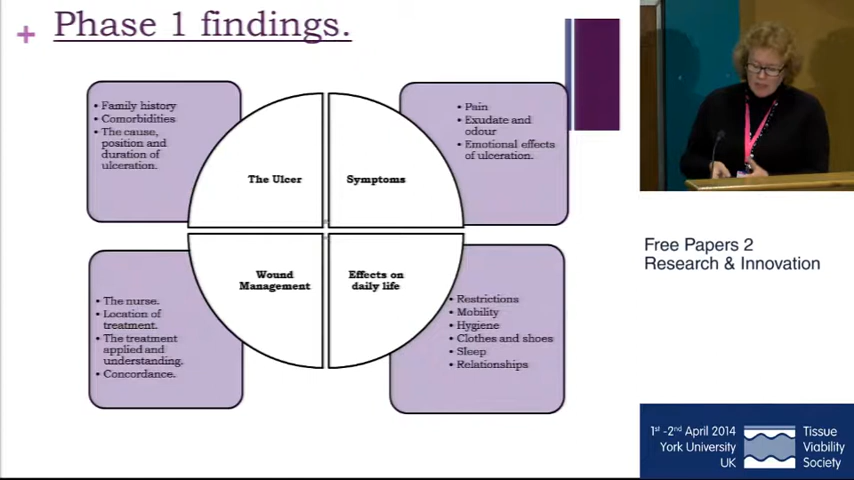 + Phase 1 findings.
• Family history
• Comorbidities
• The cause,
position and
duration of
ulceration.
• Pain
• Exudate and
odour
• Emotional effects
of ulceration.
The Ulcer
Symptoms
Wound
Management
Effects on
daily life
• The nurse.
• Location of
treatment.
• The treatment
applied and
understanding.
• Concordance.
• Restrictions
• Mobility
• Hygiene
• Clothes and shoes
• Sleep
• Relationships
Free Papers 2
Research & Innovation
1st -2nd April 2014
York University
UK
Tissue
Viability
Society